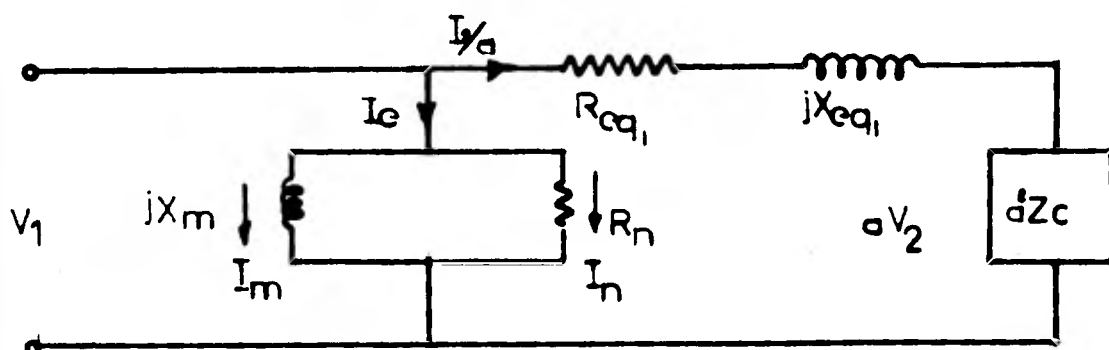 I₂/a
Ie
Req₁
jXeq₁
V₁
jXm
Im
Rn
In
aV₂
a²Zc